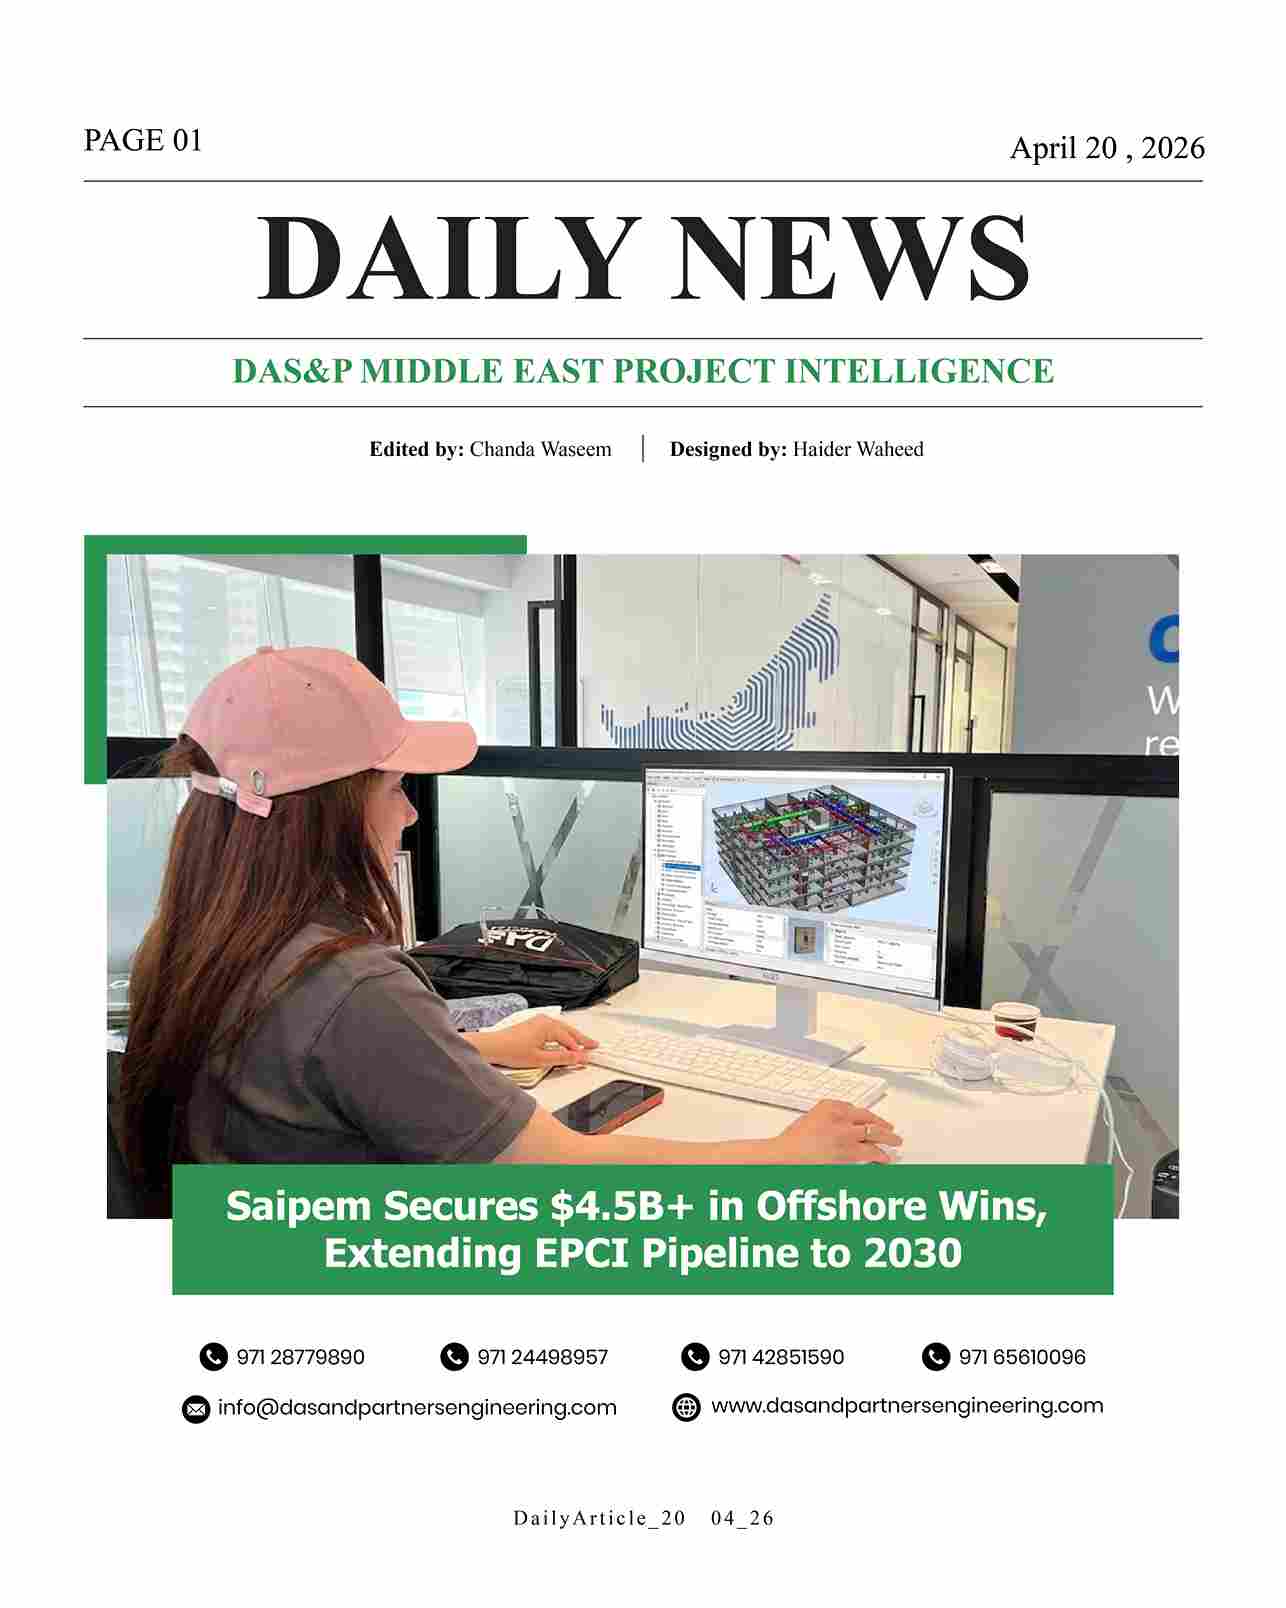 PAGE 01
April 20 , 2026
DAILY NEWS
DAS&P MIDDLE EAST PROJECT INTELLIGENCE
Edited by: Chanda Waseem
Designed by: Haider Waheed
W
re
DAS
Saipem Secures $4.5B+ in Offshore Wins,
Extending EPCI Pipeline to 2030
971 28779890
971 24498957
971 42851590
971 65610096
info@dasandpartnersengineering.com
www.dasandpartnersengineering.com
DailyArticle_20 04_26